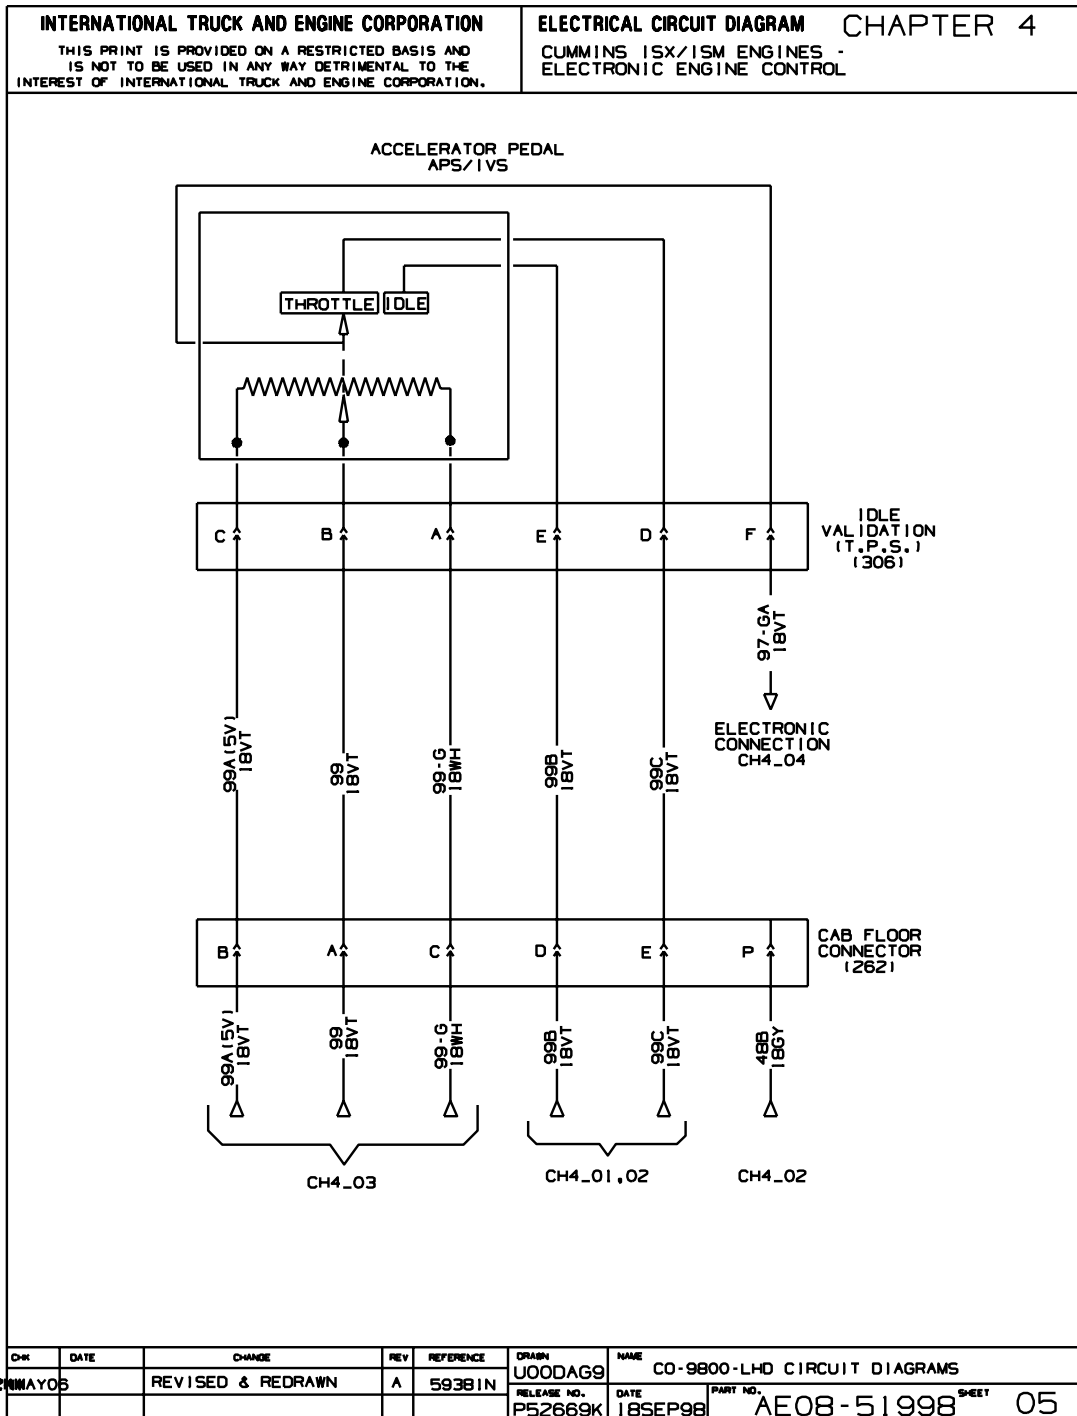 INTERNATIONAL TRUCK AND ENGINE CORPORATION
THIS PRINT IS PROVIDED ON A RESTRICTED BASIS AND
IS NOT TO BE USED IN ANY WAY DETRIMENTAL TO THE
INTEREST OF INTERNATIONAL TRUCK AND ENGINE CORPORATION.
ELECTRICAL CIRCUIT DIAGRAM CHAPTER 4
CUMMINS ISX/ISM ENGINES -
ELECTRONIC ENGINE CONTROL
ACCELERATOR PEDAL
APS/IVS
THROTTLE IDLE
C B A E D F
IDLE
VALIDATION
(T.P.S.)
(306)
97-GA
18VT
ELECTRONIC
CONNECTION
CH4_04
99A(5V)
18VT
99
18VT
99-G
18WH
99B
18VT
99C
18VT
B A C D E P
CAB FLOOR
CONNECTOR
(262)
99A(5V)
18VT
99
18VT
99-G
18WH
99B
18VT
99C
18VT
48B
18GY
CH4_03
CH4_01,02
CH4_02
CHK DATE CHANGE REV REFERENCE
REVISED & REDRAWN A 59381N
DRAWN
U00DAG9
NAME
CO-9800-LHD CIRCUIT DIAGRAMS
RELEASE NO.
P52669K
DATE
18SEP98
PART NO.
AE08-51998
SHEET
05